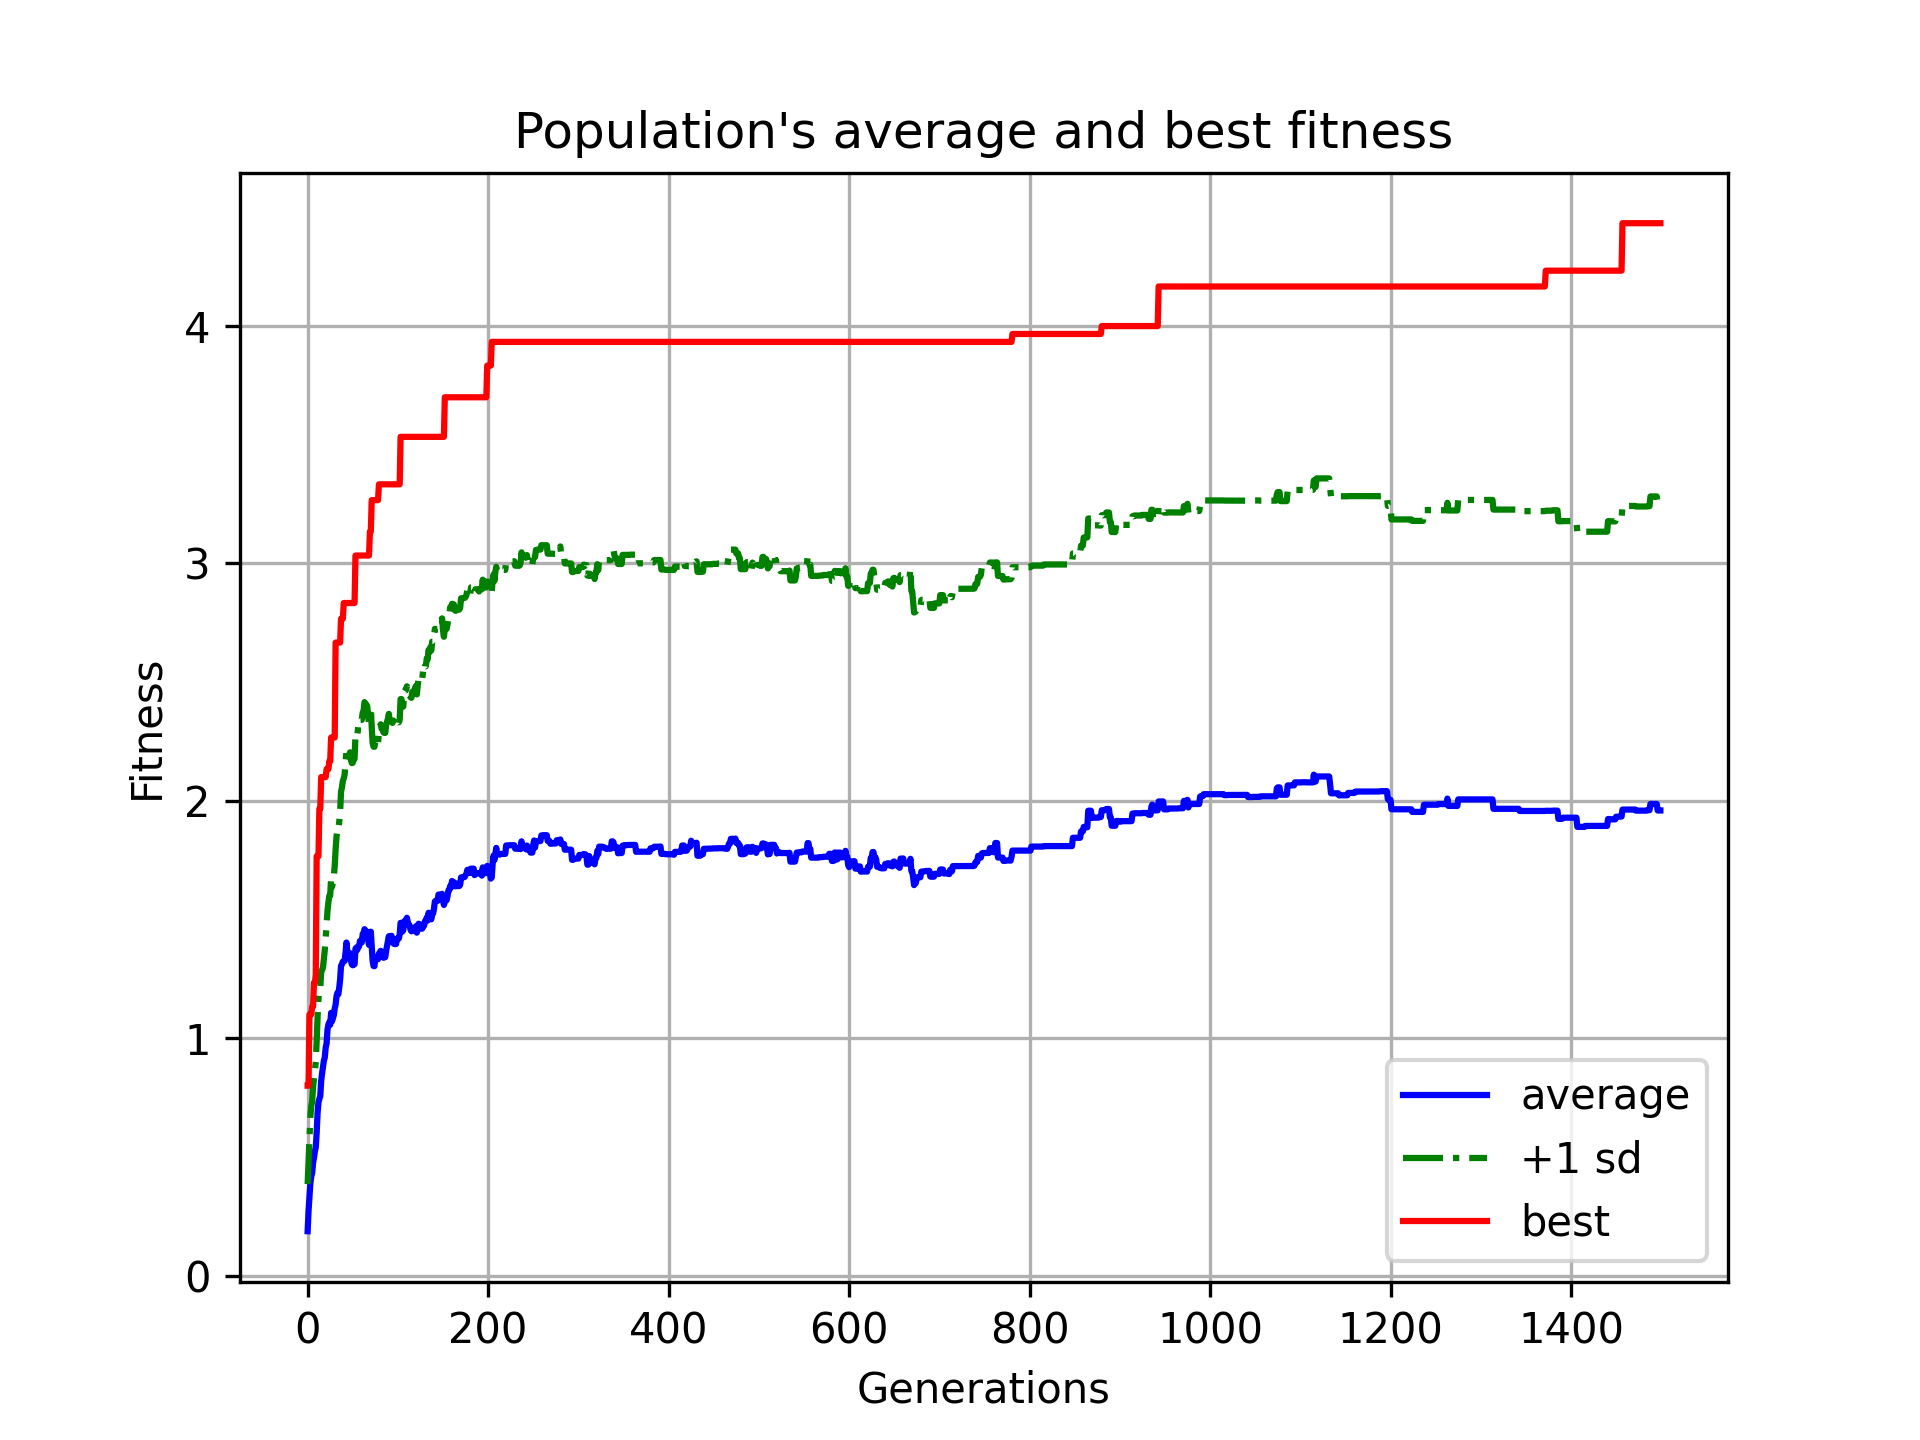 Population's average and best fitness
Fitness
4
3
2
1
0
0 200 400 600 800 1000 1200 1400
Generations
average
+1 sd
best